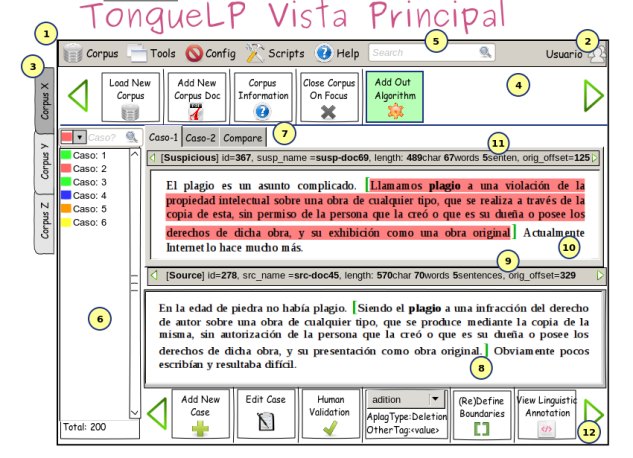 TongueLP Vista Principal
1
Corpus Tools Config Scripts Help Search 5 Usuario 2
3
Corpus X
Corpus Y
Corpus Z
Load New
Corpus
Add New
Corpus Doc
Corpus
Information
Close Corpus
On Focus
Add Out
Algorithm
4
Caso?
Caso-1 Caso-2 Compare 7
11
Caso: 1
Caso: 2
Caso: 3
Caso: 4
Caso: 5
Caso: 6
6
Total: 200
[Suspicious] id=367, susp_name =susp-doc69, length: 489char 67words 5senten, orig_offset=125
El plagio es un asunto complicado. [Llamamos plagio a una violación de la
propiedad intelectual sobre una obra de cualquier tipo, que se realiza a través de la
copia de esta, sin permiso de la persona que la creó o que es su dueña o posee los
derechos de dicha obra, y su exhibición como una obra original] Actualmente
Internet lo hace mucho más.
10
9
[Source] id=278, src_name =src-doc45, length: 570char 70words 5sentences, orig_offset=329
En la edad de piedra no había plagio. [Siendo el plagio a una infracción del derecho
de autor sobre una obra de cualquier tipo, que se produce mediante la copia de la
misma, sin autorización de la persona que la creó o que es su dueña o posee los
derechos de dicha obra, y su presentación como obra original.] Obviamente pocos
escribían y resultaba difícil.
8
Add New
Case
Edit Case
Human
Validation
adition
AplagType:Deletion
OtherTag:<value>
(Re)Define
Boundaries
[]
View Linguistic
Annotation
</>
12